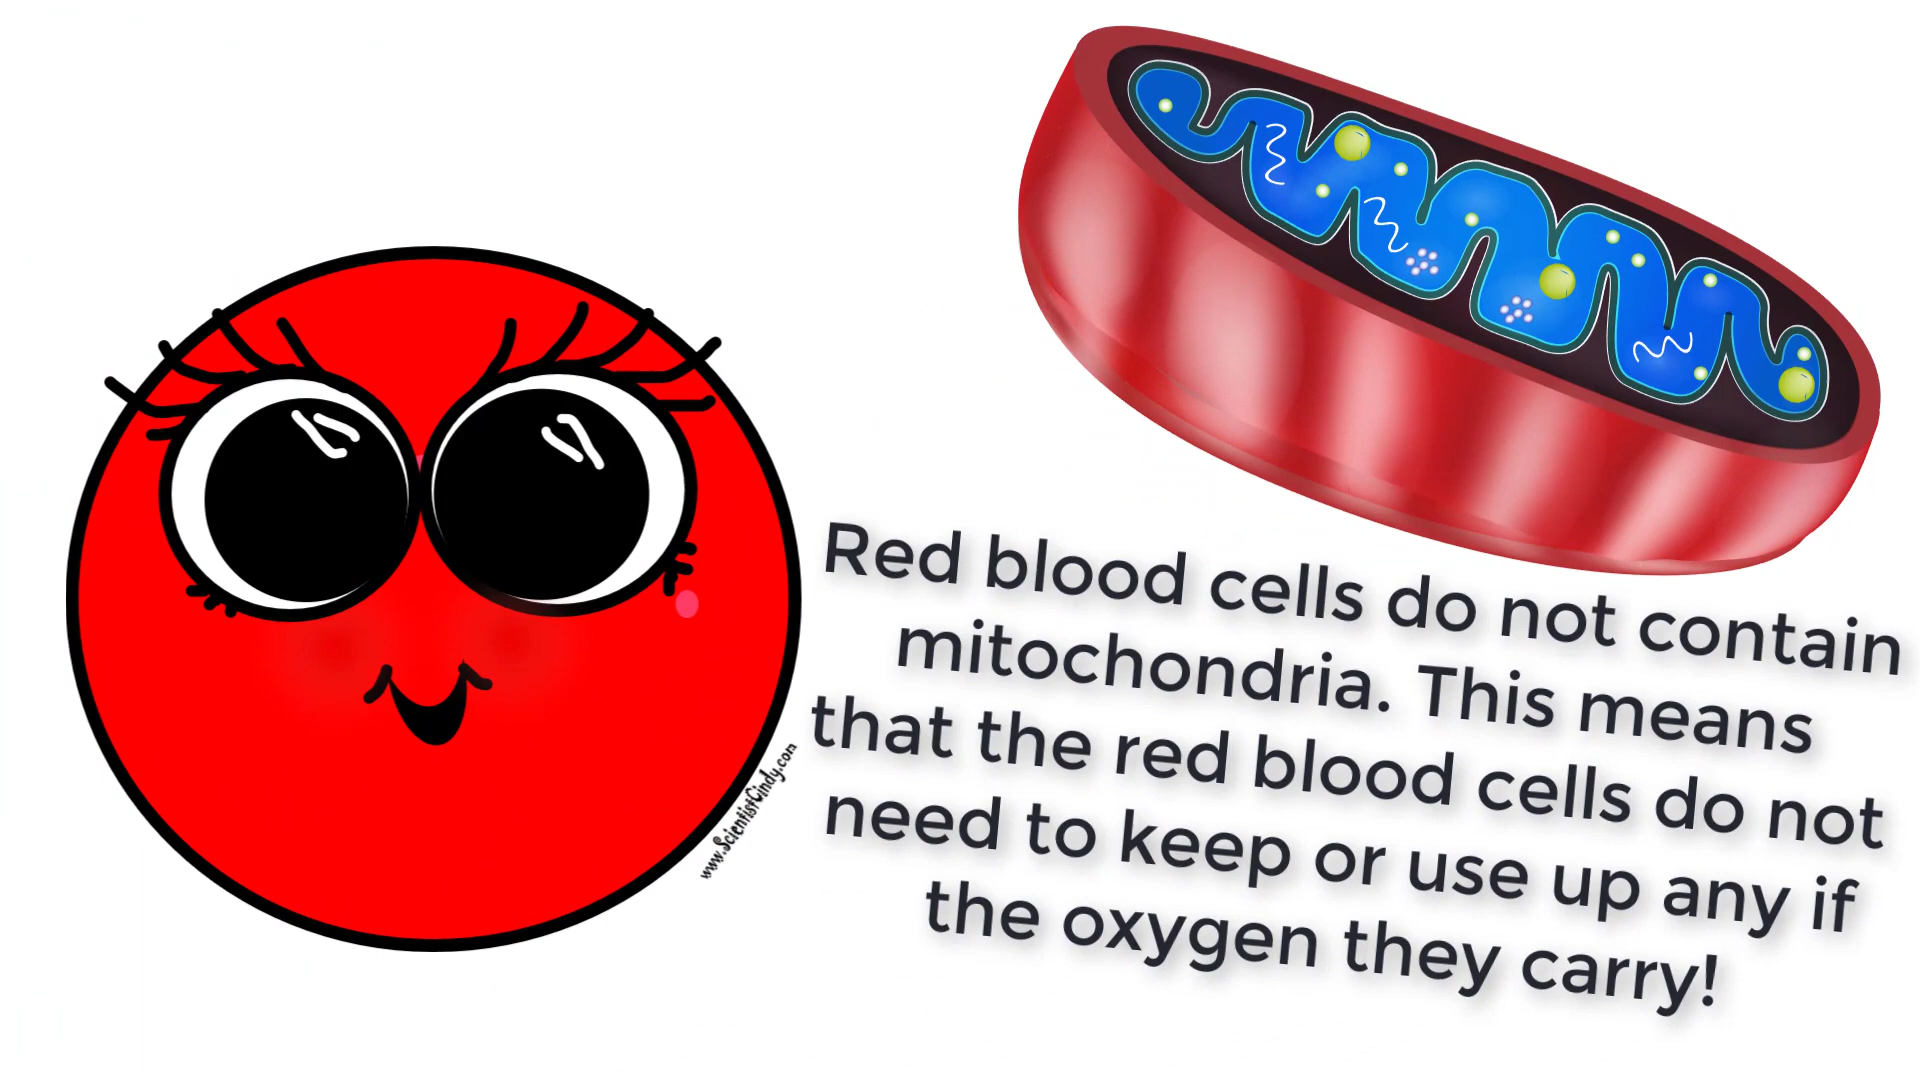 Red blood cells do not contain
mitochondria. This means
that the red blood cells do not
need to keep or use up any if
the oxygen they carry!
www.ScientistCindy.com